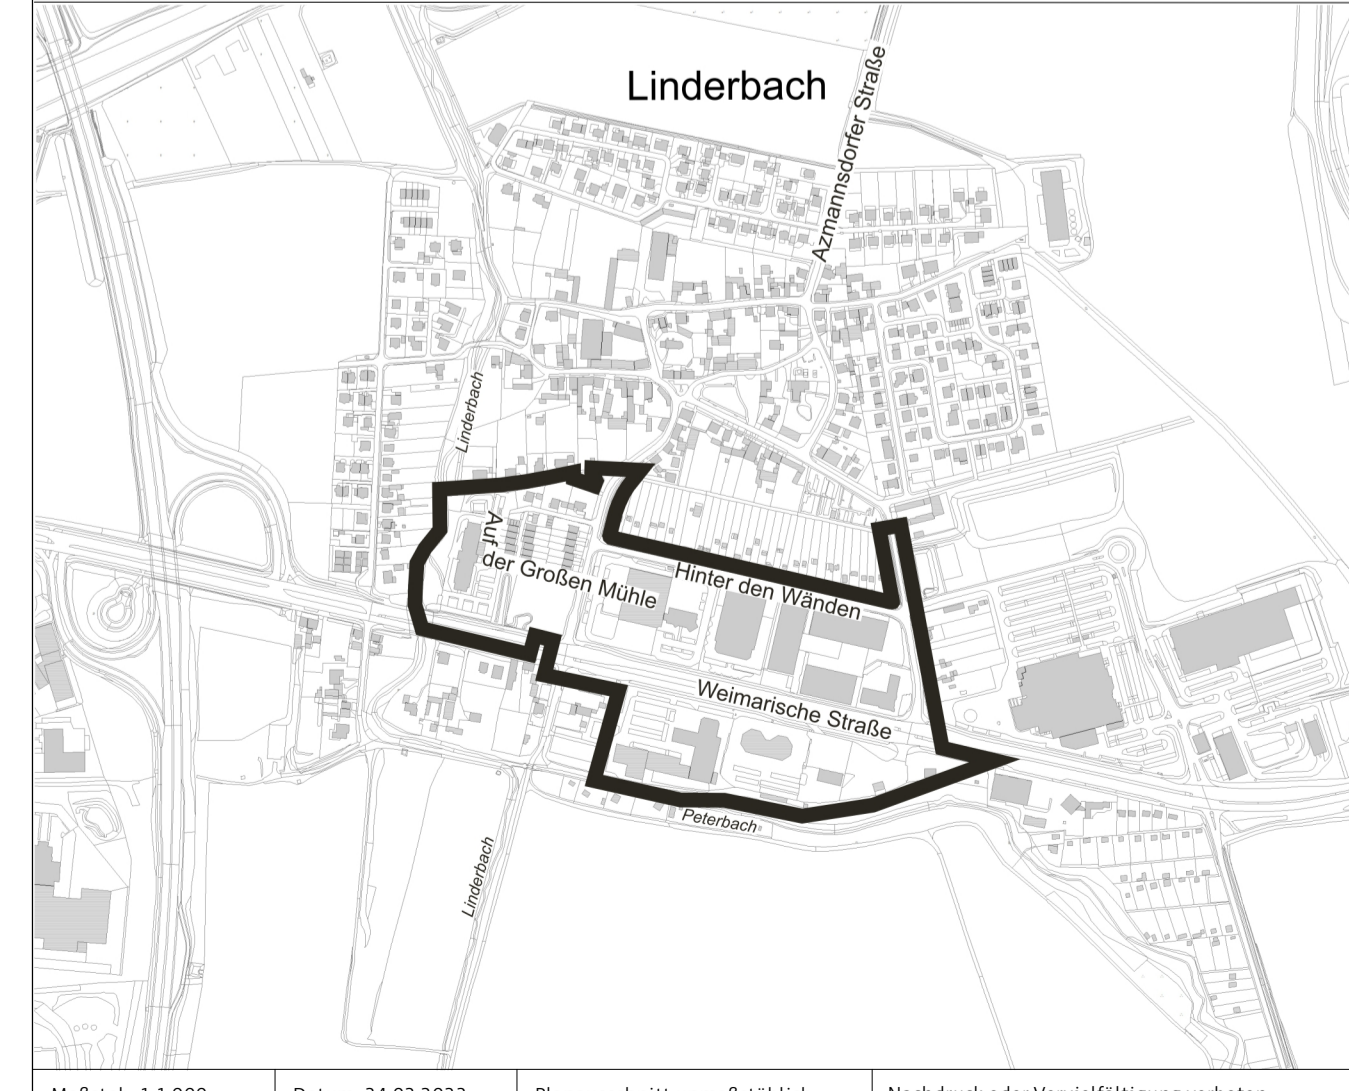 Linderbach
Azmannsdorfer Straße
Linderbach
Auf
der Großen Mühle
Hinter den Wänden
Weimarische Straße
Peterbach
Linderbach